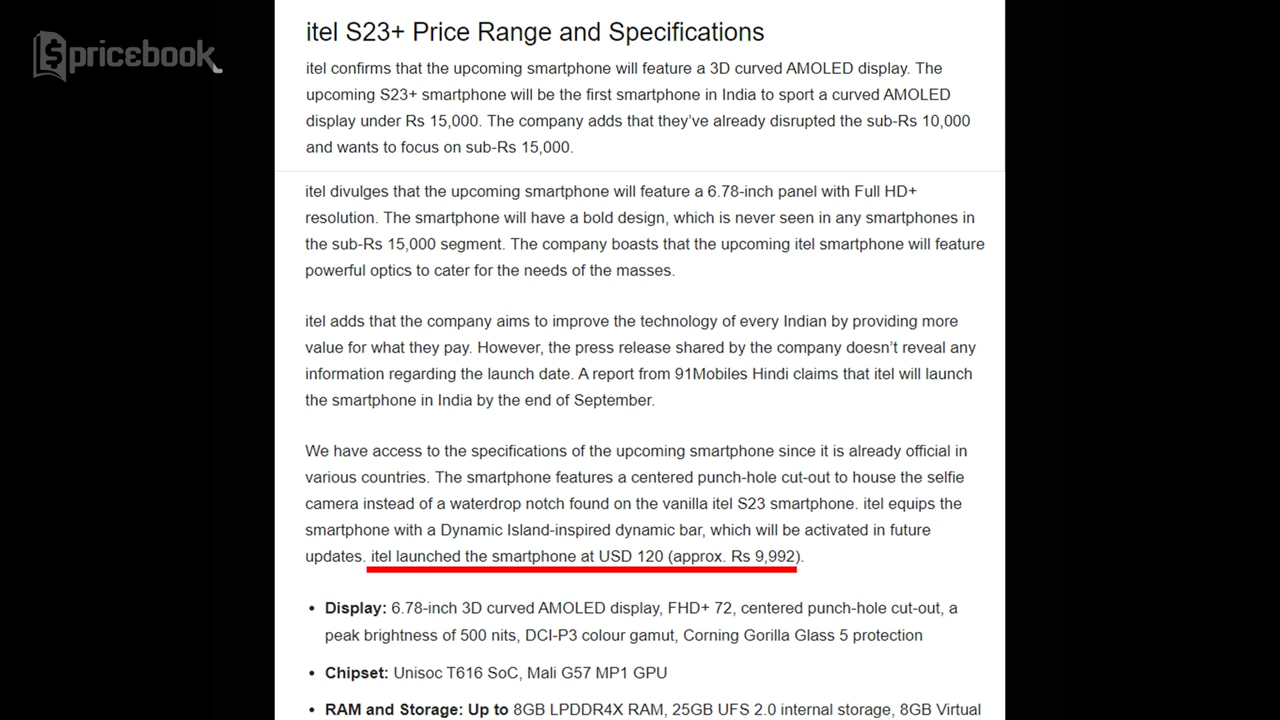 pricebook
itel S23+ Price Range and Specifications
itel confirms that the upcoming smartphone will feature a 3D curved AMOLED display. The
upcoming S23+ smartphone will be the first smartphone in India to sport a curved AMOLED
display under Rs 15,000. The company adds that they’ve already disrupted the sub-Rs 10,000
and wants to focus on sub-Rs 15,000.
itel divulges that the upcoming smartphone will feature a 6.78-inch panel with Full HD+
resolution. The smartphone will have a bold design, which is never seen in any smartphones in
the sub-Rs 15,000 segment. The company boasts that the upcoming itel smartphone will feature
powerful optics to cater for the needs of the masses.
itel adds that the company aims to improve the technology of every Indian by providing more
value for what they pay. However, the press release shared by the company doesn’t reveal any
information regarding the launch date. A report from 91Mobiles Hindi claims that itel will launch
the smartphone in India by the end of September.
We have access to the specifications of the upcoming smartphone since it is already official in
various countries. The smartphone features a centered punch-hole cut-out to house the selfie
camera instead of a waterdrop notch found on the vanilla itel S23 smartphone. itel equips the
smartphone with a Dynamic Island-inspired dynamic bar, which will be activated in future
updates. itel launched the smartphone at USD 120 (approx. Rs 9,992).
• Display: 6.78-inch 3D curved AMOLED display, FHD+ 72, centered punch-hole cut-out, a
peak brightness of 500 nits, DCI-P3 colour gamut, Corning Gorilla Glass 5 protection
• Chipset: Unisoc T616 SoC, Mali G57 MP1 GPU
• RAM and Storage: Up to 8GB LPDDR4X RAM, 25GB UFS 2.0 internal storage, 8GB Virtual